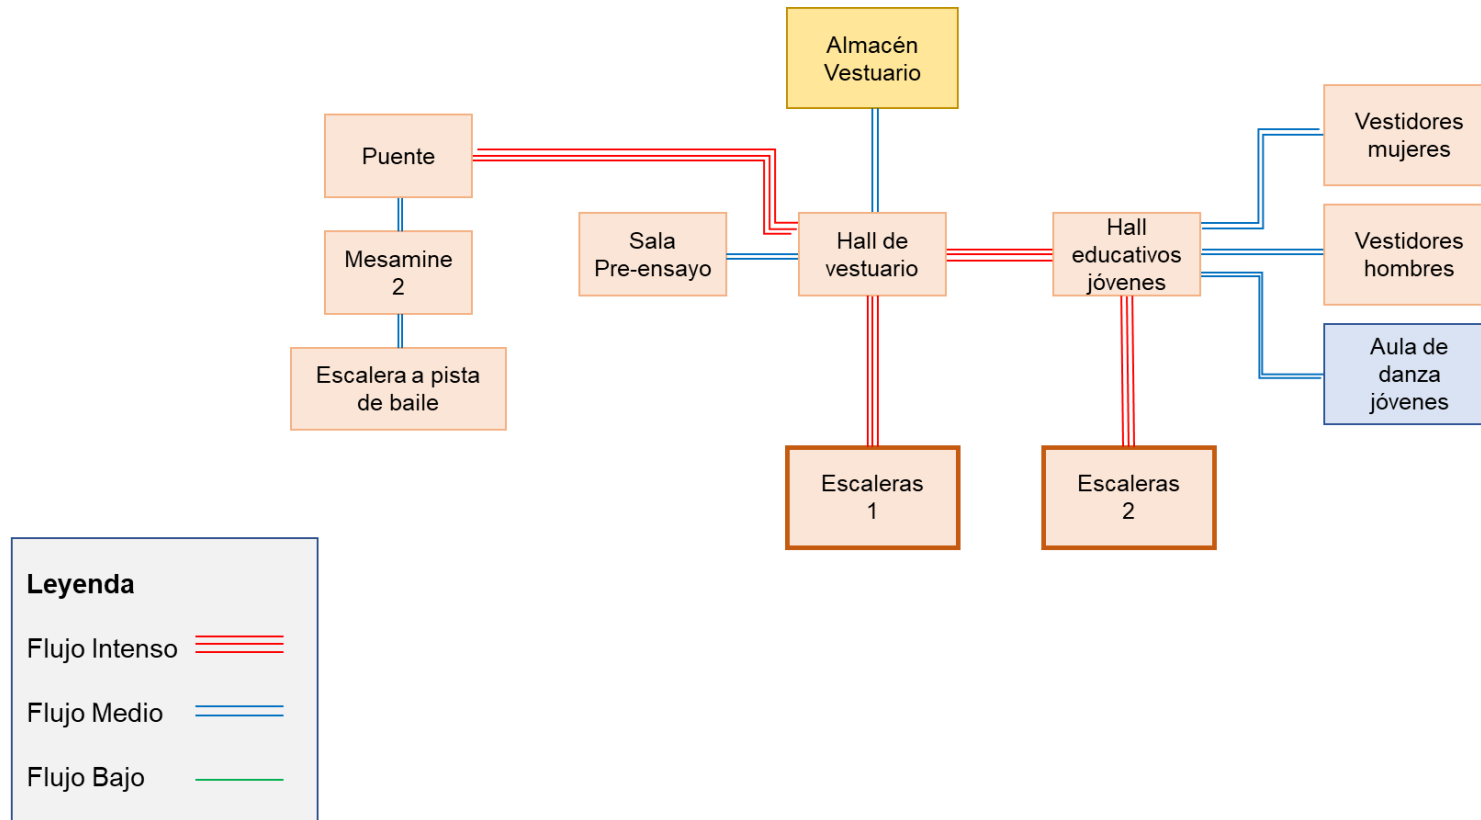 Almacén
Vestuario
Puente
Vestidores
mujeres
Mesamine
2
Sala
Pre-ensayo
Hall de
vestuario
Hall
educativos
jóvenes
Vestidores
hombres
Escalera a pista
de baile
Aula de
danza
jóvenes
Escaleras
1
Escaleras
2
Leyenda
Flujo Intenso
Flujo Medio
Flujo Bajo